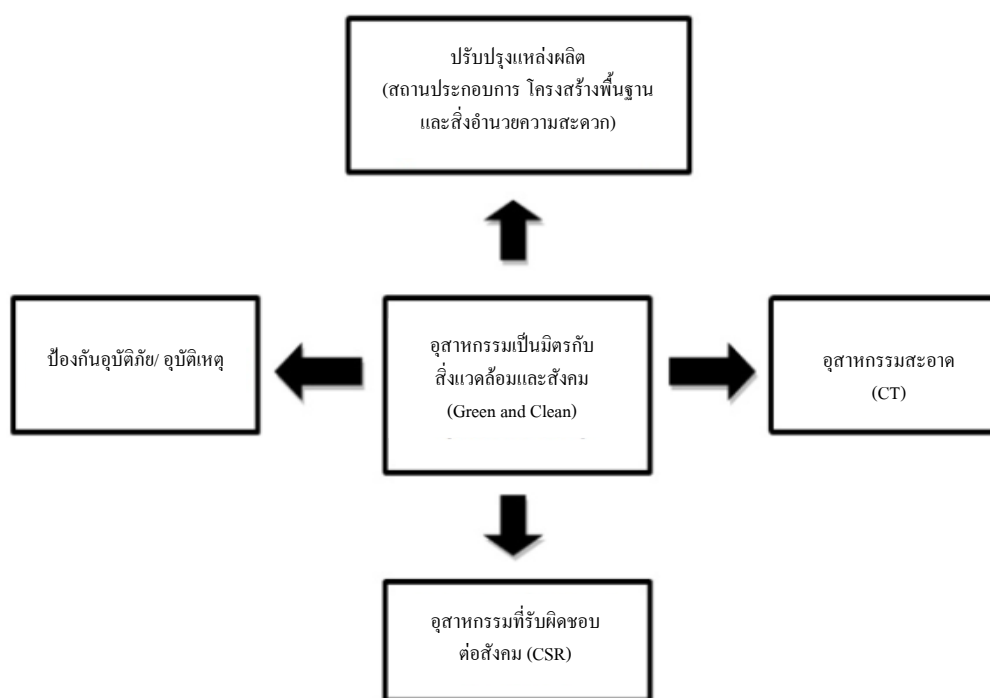 ปรับปรุงแหล่งผลิต
(สถานประกอบการ โครงสร้างพื้นฐาน
และสิ่งอำนวยความสะดวก)
ป้องกันอุบัติภัย/ อุบัติเหตุ
อุสาหกรรมเป็นมิตรกับ
สิ่งแวดล้อมและสังคม
(Green and Clean)
อุสาหกรรมสะอาด
(CT)
อุสาหกรรมที่รับผิดชอบ
ต่อสังคม (CSR)